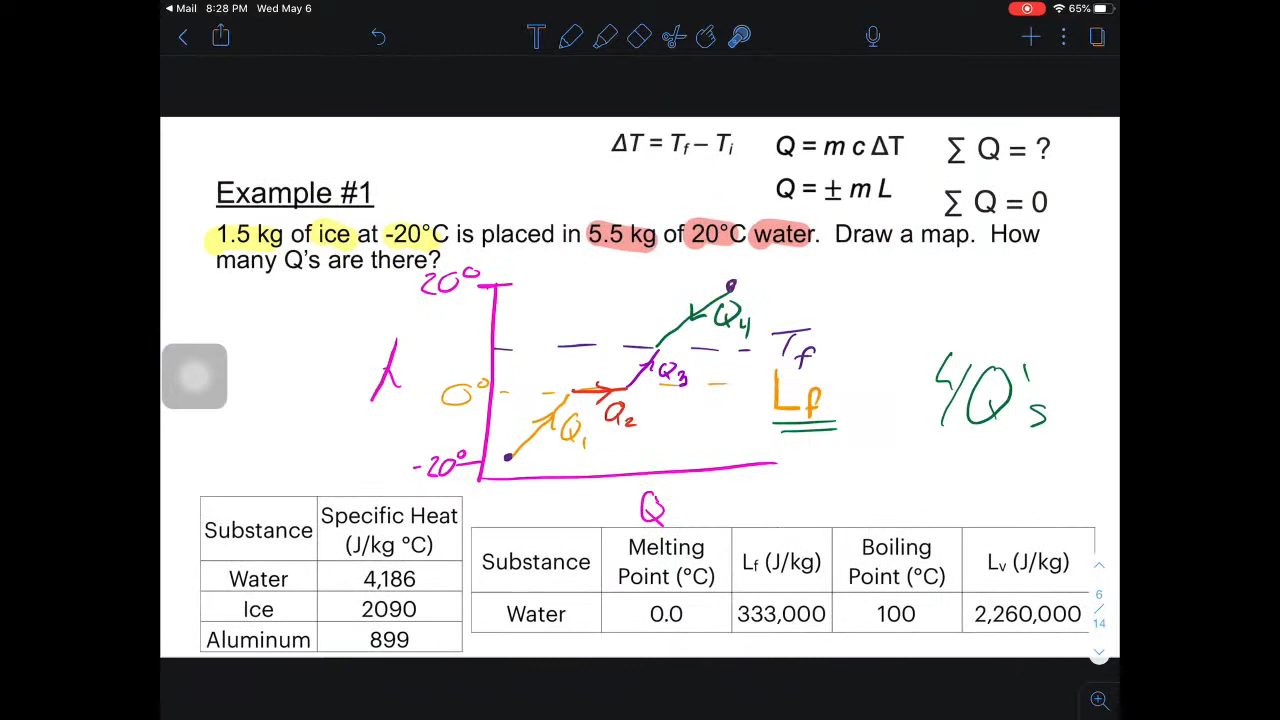 Mail 8:28 PM Wed May 6 65%
T
ΔT = Tf – Ti Q = m c ΔT ∑ Q = ?
Q = ± m L ∑ Q = 0
Example #1
1.5 kg of ice at -20°C is placed in 5.5 kg of 20°C water. Draw a map. How
many Q's are there?
20°
Q4
Tf
Q3
0°
Lf
4Q's
Q1
Q2
-20°
Q
Substance Specific Heat (J/kg °C)
Water 4,186
Ice 2090
Aluminum 899
Substance Melting Point (°C) Lf (J/kg) Boiling Point (°C) Lv (J/kg)
Water 0.0 333,000 100 2,260,000
6
/
14